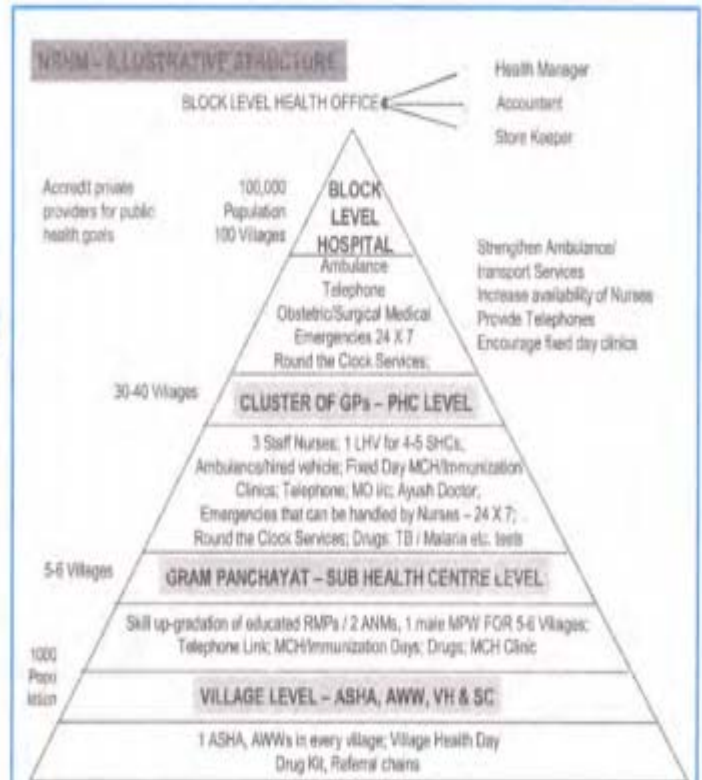 NRHM – ILLUSTRATIVE STRUCTURE
BLOCK LEVEL HEALTH OFFICE
Health Manager
Accountant
Store Keeper
Accredit private
providers for public
health goals
100,000
Population
100 Villages
BLOCK
LEVEL
HOSPITAL
Ambulance
Telephone
Obstetric/Surgical Medical
Emergencies 24 X 7
Round the Clock Services;
Strengthen Ambulance/
transport Services
Increase availability of Nurses
Provide Telephones
Encourage fixed day clinics
30-40 Villages
CLUSTER OF GPs – PHC LEVEL
3 Staff Nurses; 1 LHV for 4-5 SHCs;
Ambulance/hired vehicle; Fixed Day MCH/Immunization
Clinics; Telephone; MO i/c; Ayush Doctor;
Emergencies that can be handled by Nurses – 24 X 7;
Round the Clock Services; Drugs; TB / Malaria etc. tests
5-6 Villages
GRAM PANCHAYAT – SUB HEALTH CENTRE LEVEL
Skill up-gradation of educated RMPs / 2 ANMs, 1 male MPW FOR 5-6 Villages;
Telephone Link; MCH/Immunization Days; Drugs; MCH Clinic
1000
Popu
lation
VILLAGE LEVEL – ASHA, AWW, VH & SC
1 ASHA, AWWs in every village; Village Health Day
Drug Kit, Referral chains